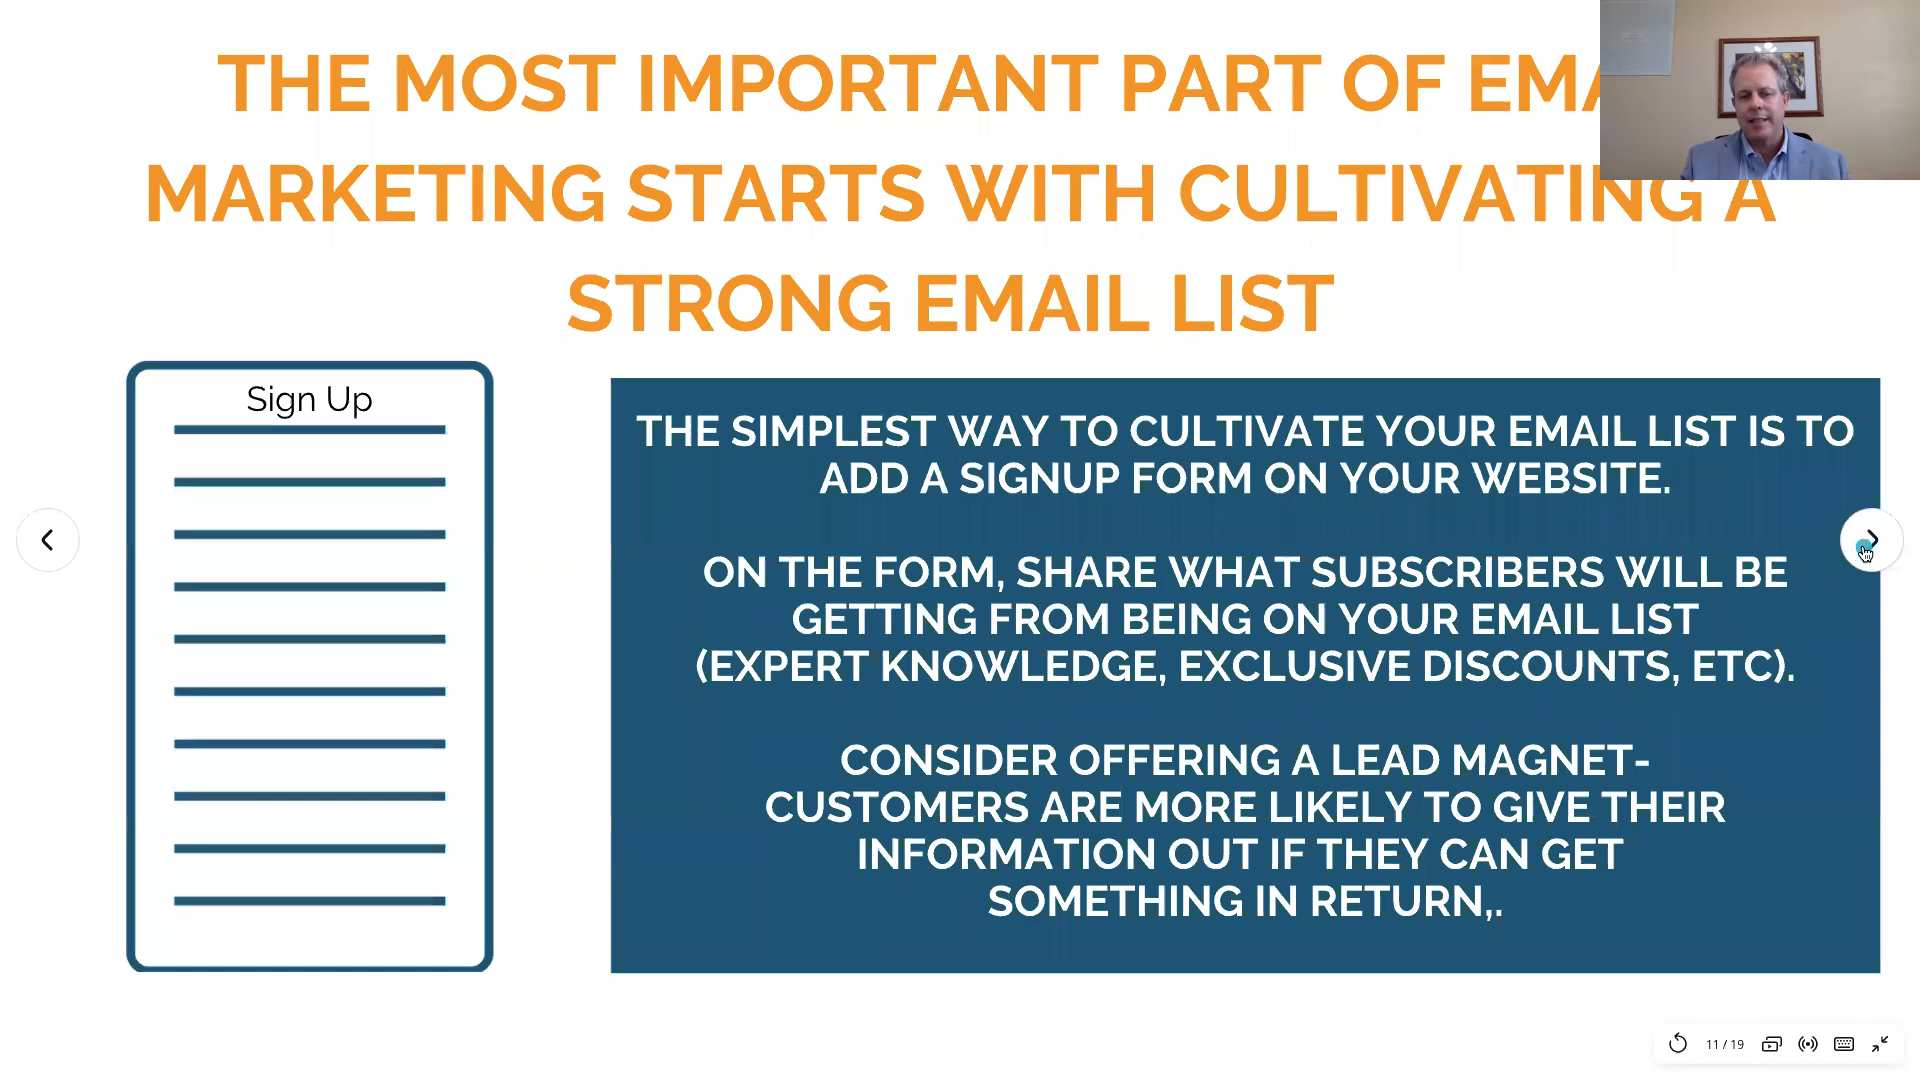 THE MOST IMPORTANT PART OF EMA
MARKETING STARTS WITH CULTIVATING A
STRONG EMAIL LIST
Sign Up
THE SIMPLEST WAY TO CULTIVATE YOUR EMAIL LIST IS TO
ADD A SIGNUP FORM ON YOUR WEBSITE.
ON THE FORM, SHARE WHAT SUBSCRIBERS WILL BE
GETTING FROM BEING ON YOUR EMAIL LIST
(EXPERT KNOWLEDGE, EXCLUSIVE DISCOUNTS, ETC).
CONSIDER OFFERING A LEAD MAGNET-
CUSTOMERS ARE MORE LIKELY TO GIVE THEIR
INFORMATION OUT IF THEY CAN GET
SOMETHING IN RETURN,.
11 / 19